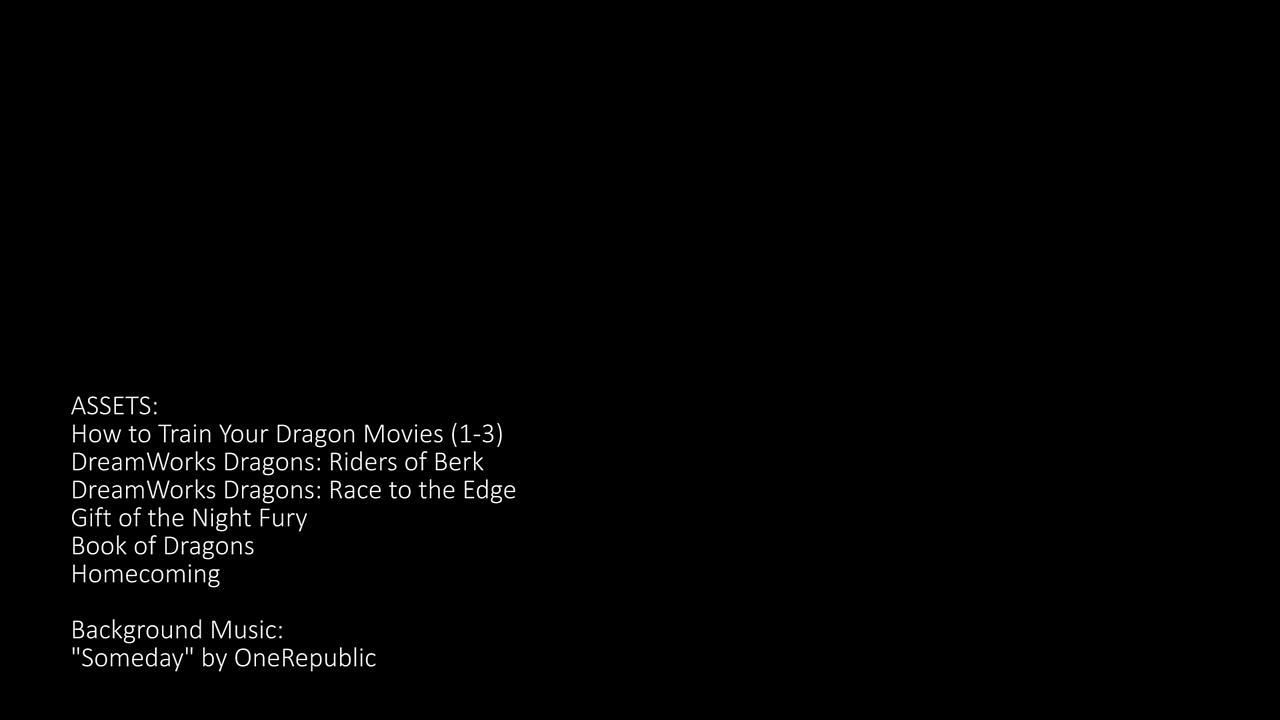 ASSETS:
How to Train Your Dragon Movies (1-3)
DreamWorks Dragons: Riders of Berk
DreamWorks Dragons: Race to the Edge
Gift of the Night Fury
Book of Dragons
Homecoming
Background Music:
"Someday" by OneRepublic